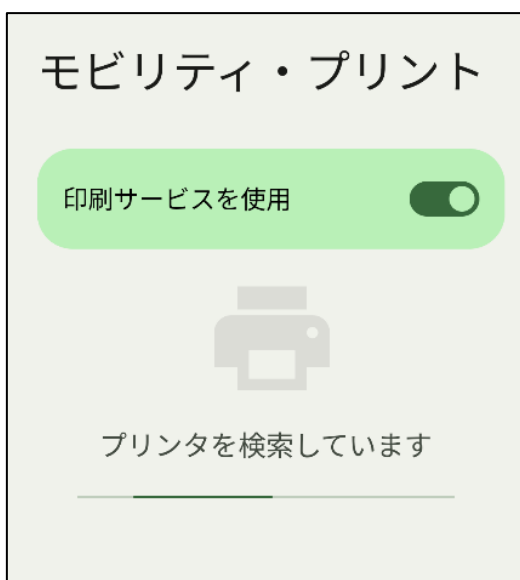 モビリティ・プリント
印刷サービスを使用
プリンタを検索しています